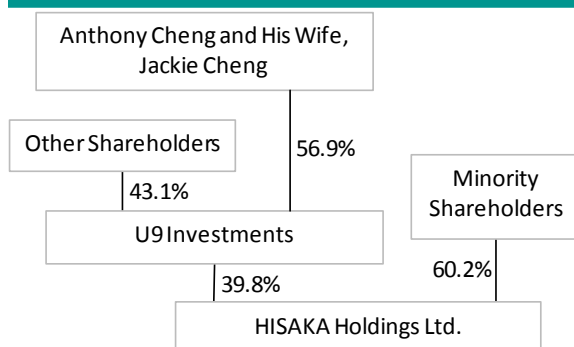 Anthony Cheng and His Wife,
Jackie Cheng
Other Shareholders
56.9%
43.1%
Minority
Shareholders
U9 Investments
39.8%
60.2%
HISAKA Holdings Ltd.